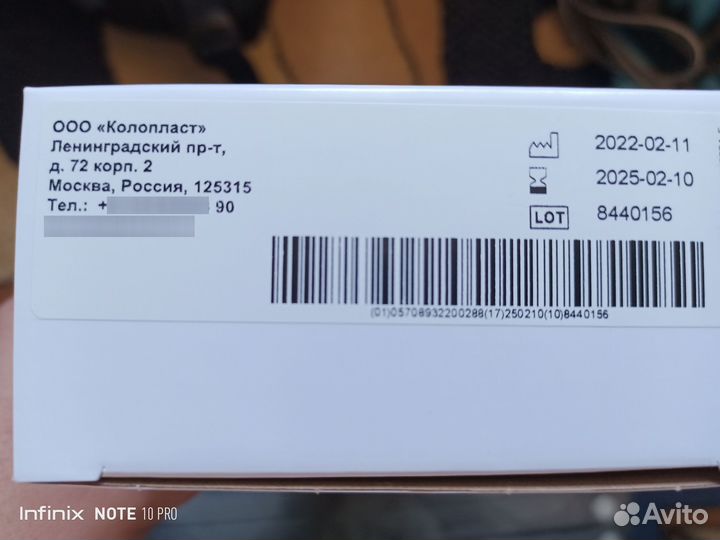 ООО «Колопласт»
Ленинградский пр-т,
д. 72 корп. 2
Москва, Россия, 125315
Тел.: + 90
2022-02-11
2025-02-10
LOT 8440156
(01)05708932200288(17)250210(10)8440156
Infinix NOTE 10 PRO
Avito